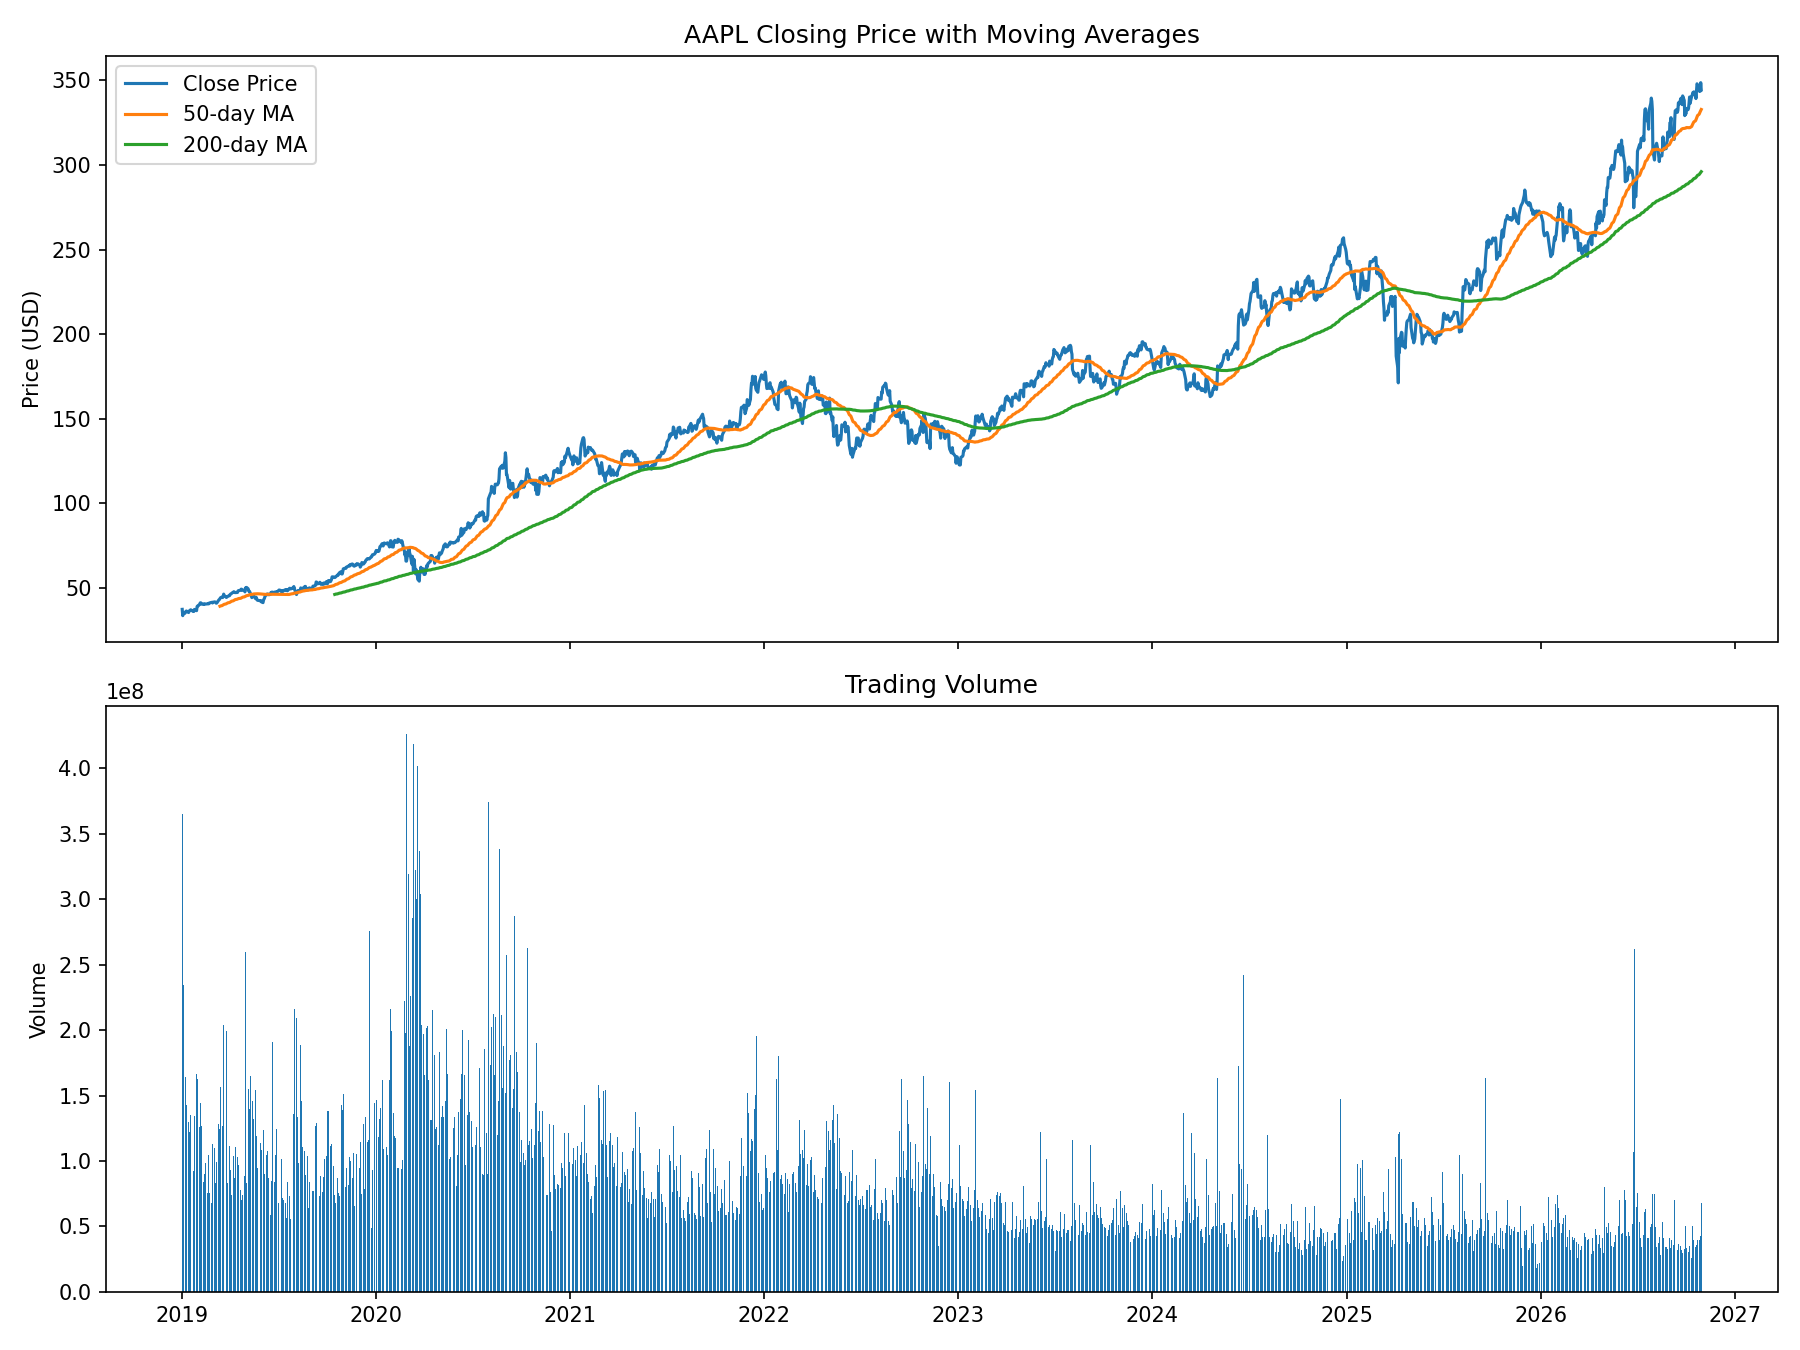 AAPL Closing Price with Moving Averages
Close Price
50-day MA
200-day MA
Price (USD)
350
300
250
200
150
100
50
Trading Volume
1e8
Volume
4.0
3.5
3.0
2.5
2.0
1.5
1.0
0.5
0.0
2019 2020 2021 2022 2023 2024 2025 2026 2027